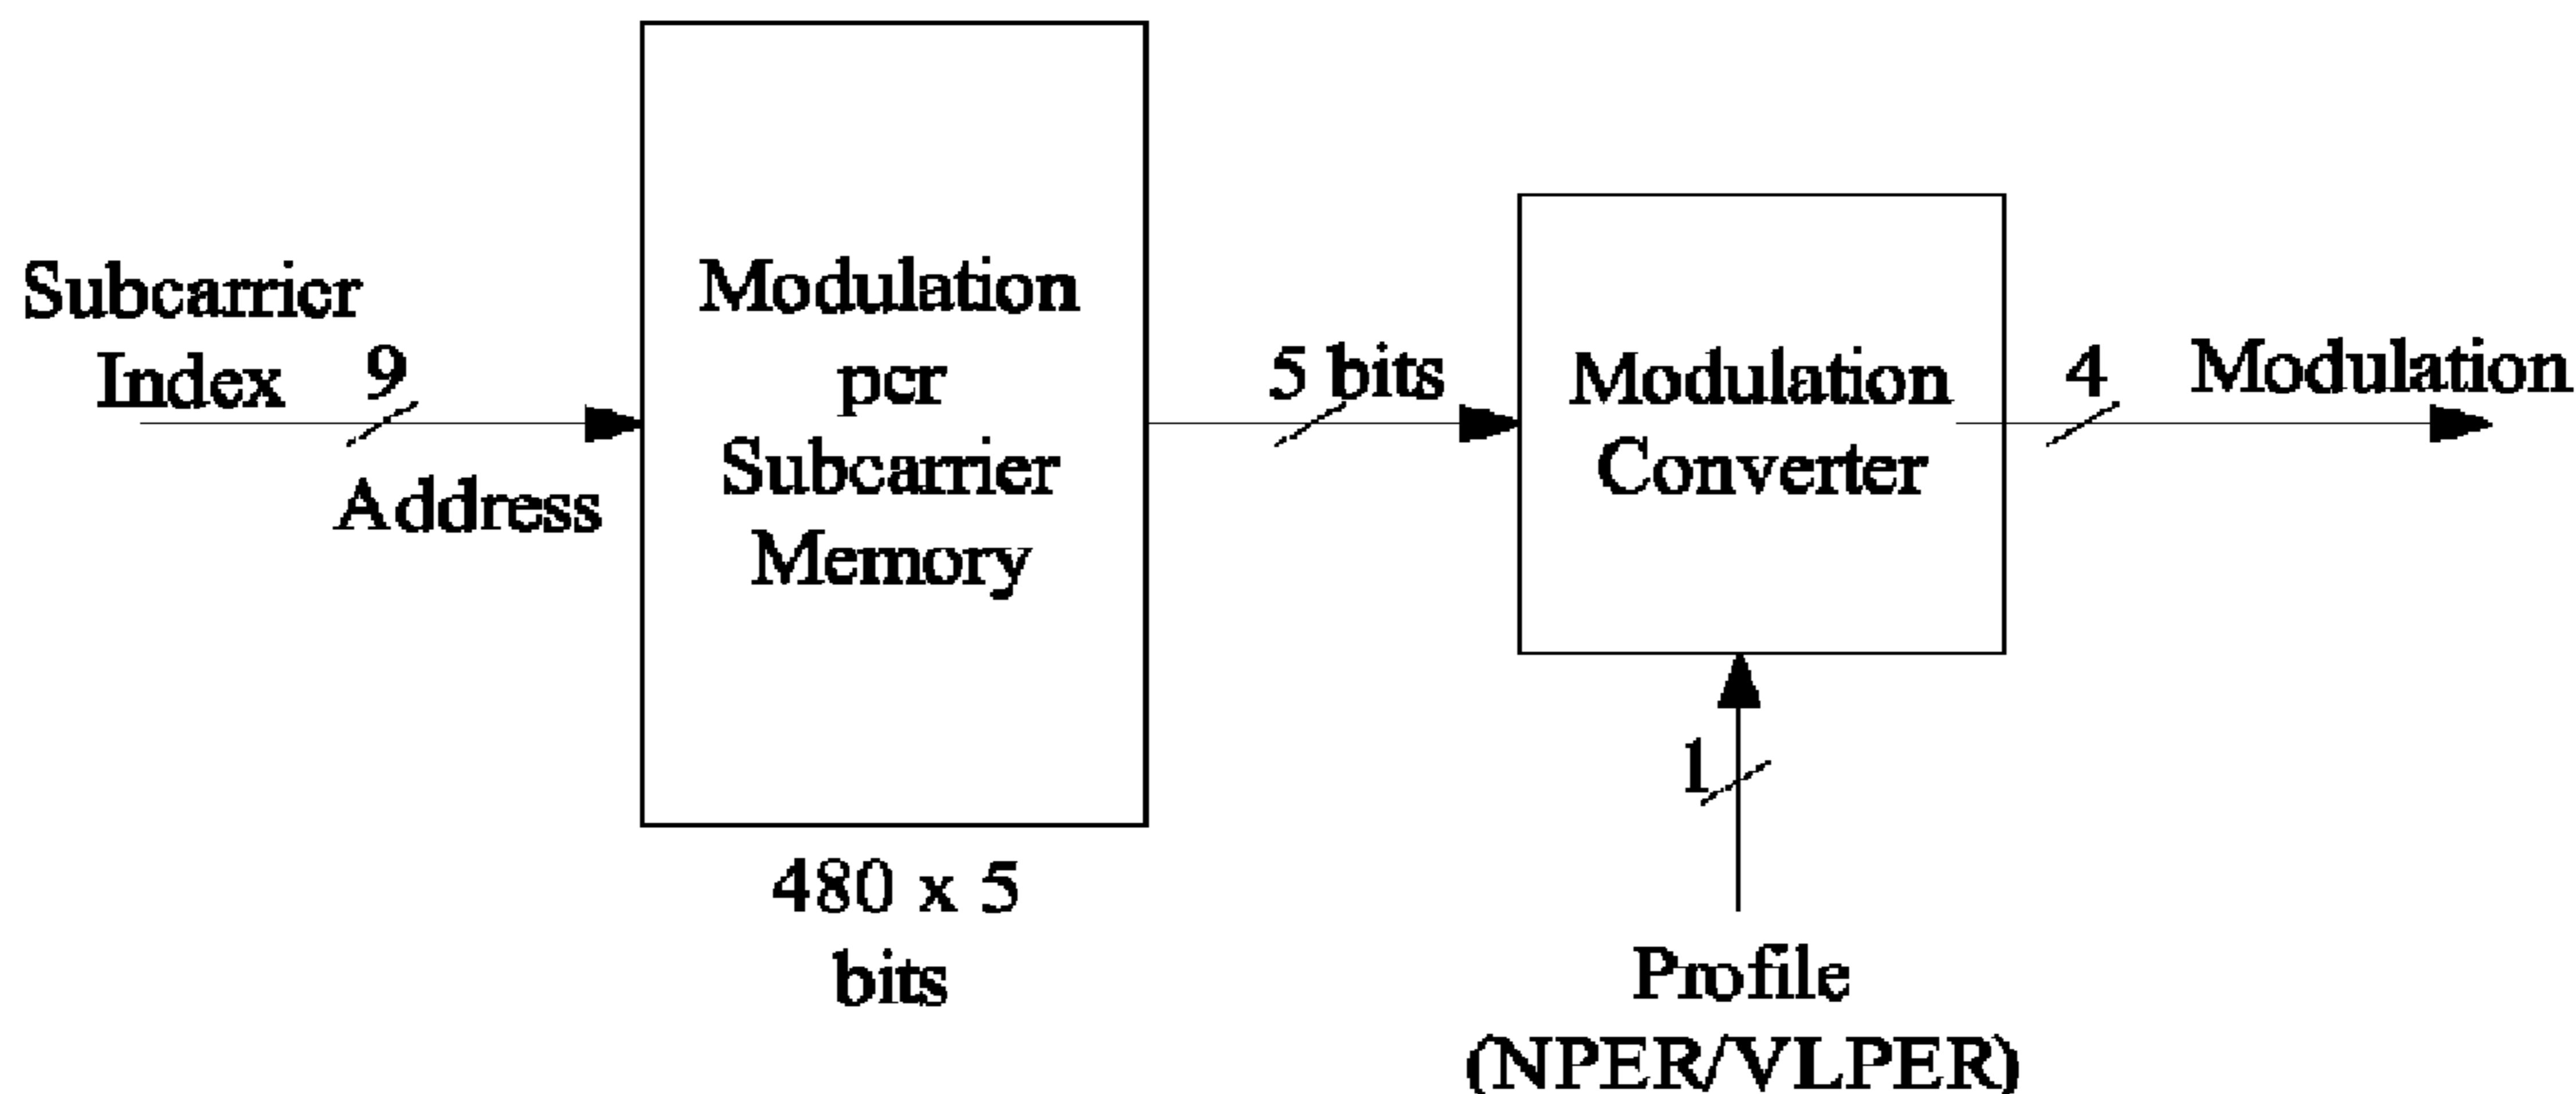 Subcarrier
Index
9
Address
Modulation
per
Subcarrier
Memory
480 x 5
bits
5 bits
Modulation
Converter
1
Profile
(NPER/VLPER)
4
Modulation